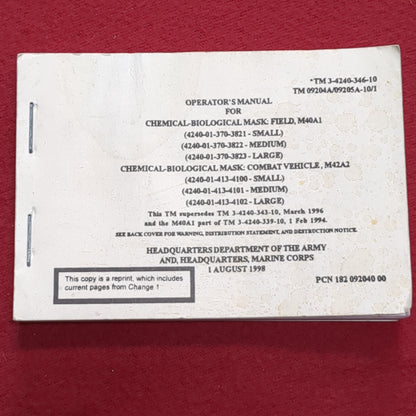 *TM 3-4240-346-10
TM 09204A/09205A-10/1
OPERATOR'S MANUAL
FOR
CHEMICAL-BIOLOGICAL MASK: FIELD, M40A1
(4240-01-370-3821 - SMALL)
(4240-01-370-3822 - MEDIUM)
(4240-01-370-3823 - LARGE)
CHEMICAL-BIOLOGICAL MASK: COMBAT VEHICLE, M42A2
(4240-01-413-4100 - SMALL)
(4240-01-413-4101 - MEDIUM)
(4240-01-413-4102 - LARGE)
This TM supersedes TM 3-4240-343-10, March 1996
and the M40A1 part of TM 3-4240-339-10, 1 Feb 1994.
SEE BACK COVER FOR WARNING, DISTRIBUTION STATEMENT, AND DESTRUCTION NOTICE.
HEADQUARTERS DEPARTMENT OF THE ARMY
AND, HEADQUARTERS, MARINE CORPS
1 AUGUST 1998
This copy is a reprint, which includes
current pages from Change 1
PCN 182 092040 00